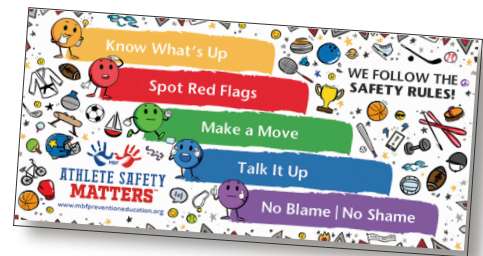 Know What's Up
Spot Red Flags
Make a Move
Talk It Up
No Blame | No Shame
WE FOLLOW THE
SAFETY RULES!
MBF
ATHLETE SAFETY
MATTERS
www.mbfpreventioneducation.org